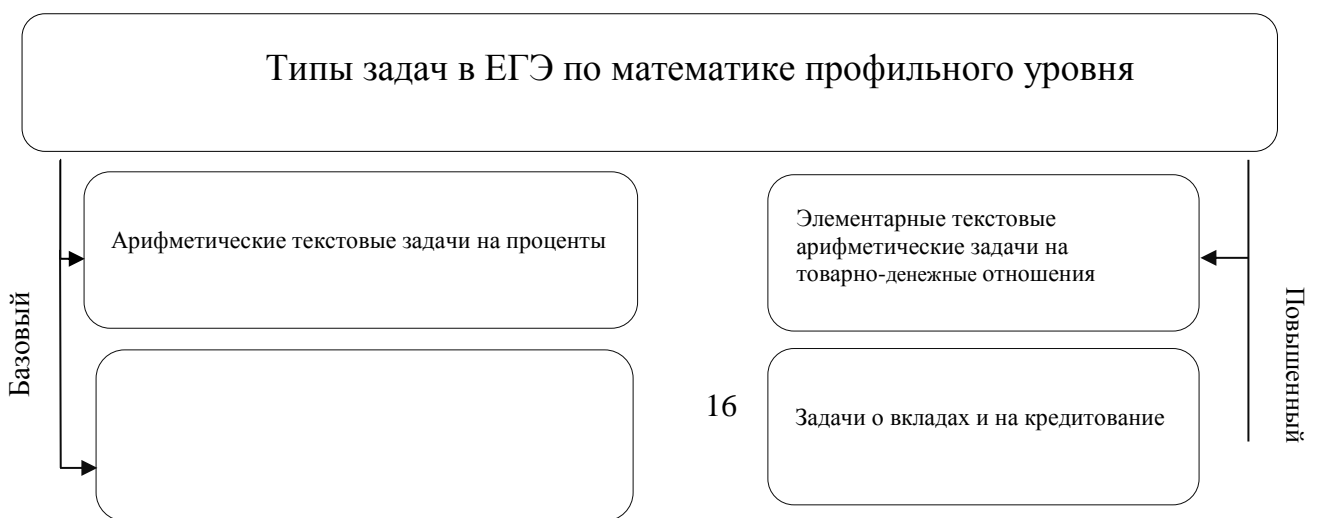 Типы задач в ЕГЭ по математике профильного уровня
Базовый
Арифметические текстовые задачи на проценты
Элементарные текстовые
арифметические задачи на
товарно-денежные отношения
Повышенный
16
Задачи о вкладах и на кредитование